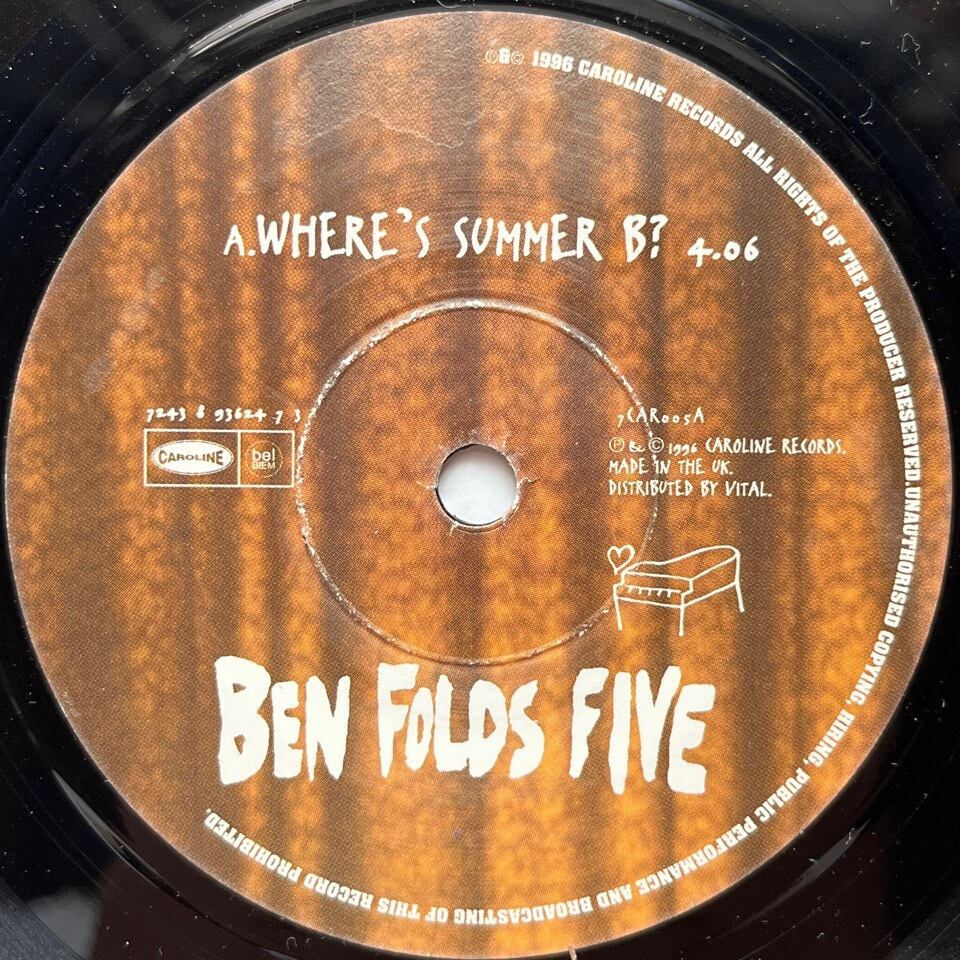 ℗&© 1996 CAROLINE RECORDS ALL RIGHTS OF THE PRODUCER RESERVED. UNAUTHORISED COPYING, HIRING, PUBLIC PERFORMANCE AND BROADCASTING OF THIS RECORD PROHIBITED.
A. WHERE'S SUMMER B? 4.06
7243 8 93624 7 3
CAROLINE
bel
BIEM
7CAR005A
℗ & © 1996 CAROLINE RECORDS.
MADE IN THE UK.
DISTRIBUTED BY VITAL.
BEN FOLDS FIVE